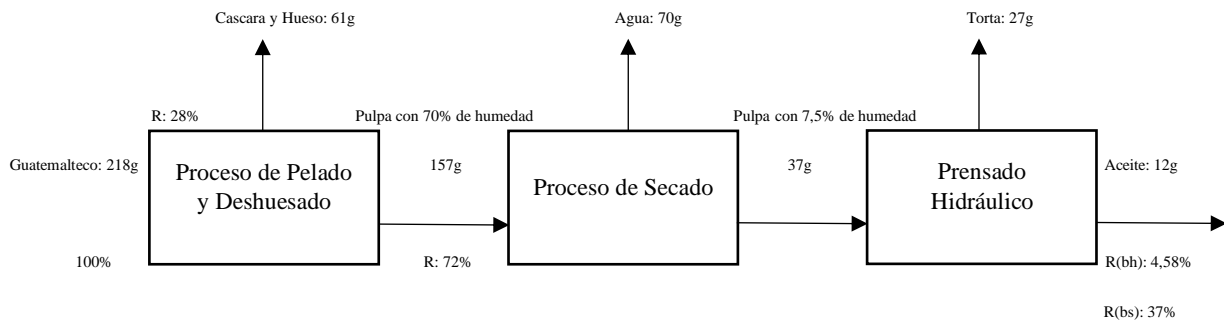 Cascara y Hueso: 61g
Agua: 70g
Torta: 27g
R: 28%
Pulpa con 70% de humedad
Pulpa con 7,5% de humedad
Guatemalteco: 218g
Proceso de Pelado
y Deshuesado
157g
Proceso de Secado
37g
Prensado
Hidráulico
Aceite: 12g
100%
R: 72%
R(bh): 4,58%
R(bs): 37%